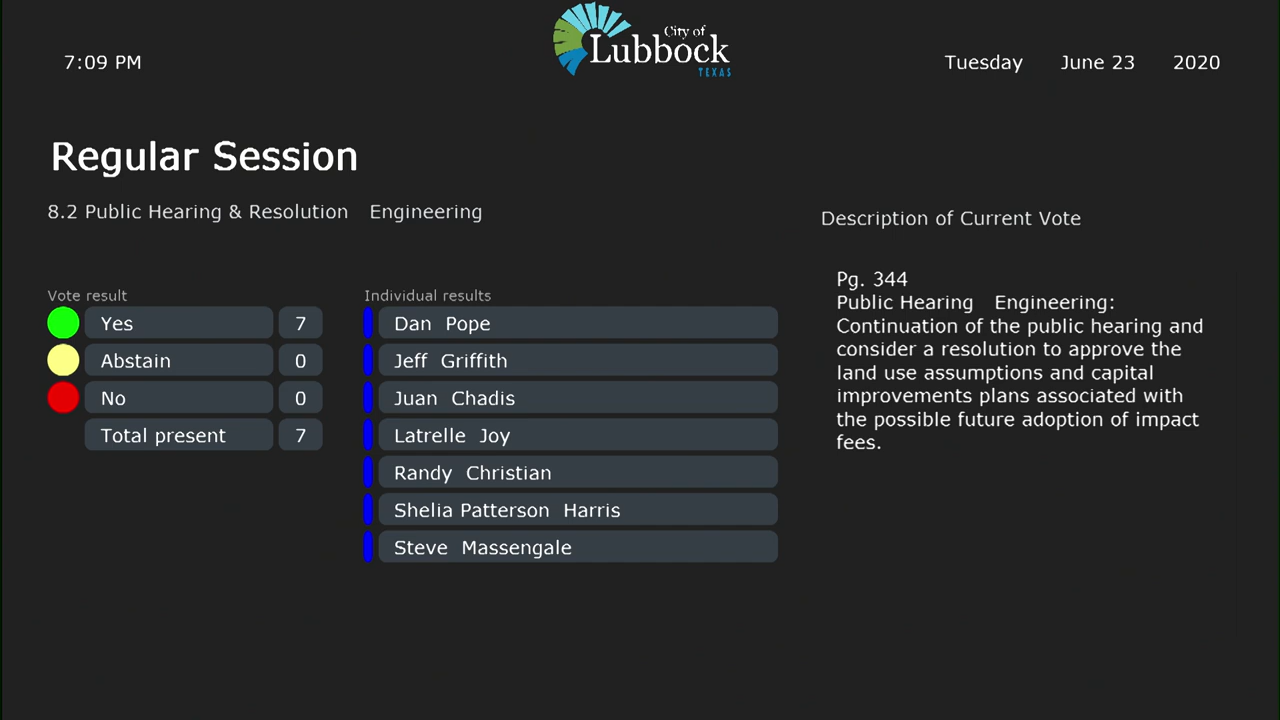 City of
Lubbock
TEXAS
7:09 PM
Tuesday June 23 2020
Regular Session
8.2 Public Hearing & Resolution Engineering
Description of Current Vote
Vote result
Yes 7
Abstain 0
No 0
Total present 7
Individual results
Dan Pope
Jeff Griffith
Juan Chadis
Latrelle Joy
Randy Christian
Shelia Patterson Harris
Steve Massengale
Pg. 344
Public Hearing Engineering:
Continuation of the public hearing and
consider a resolution to approve the
land use assumptions and capital
improvements plans associated with
the possible future adoption of impact
fees.